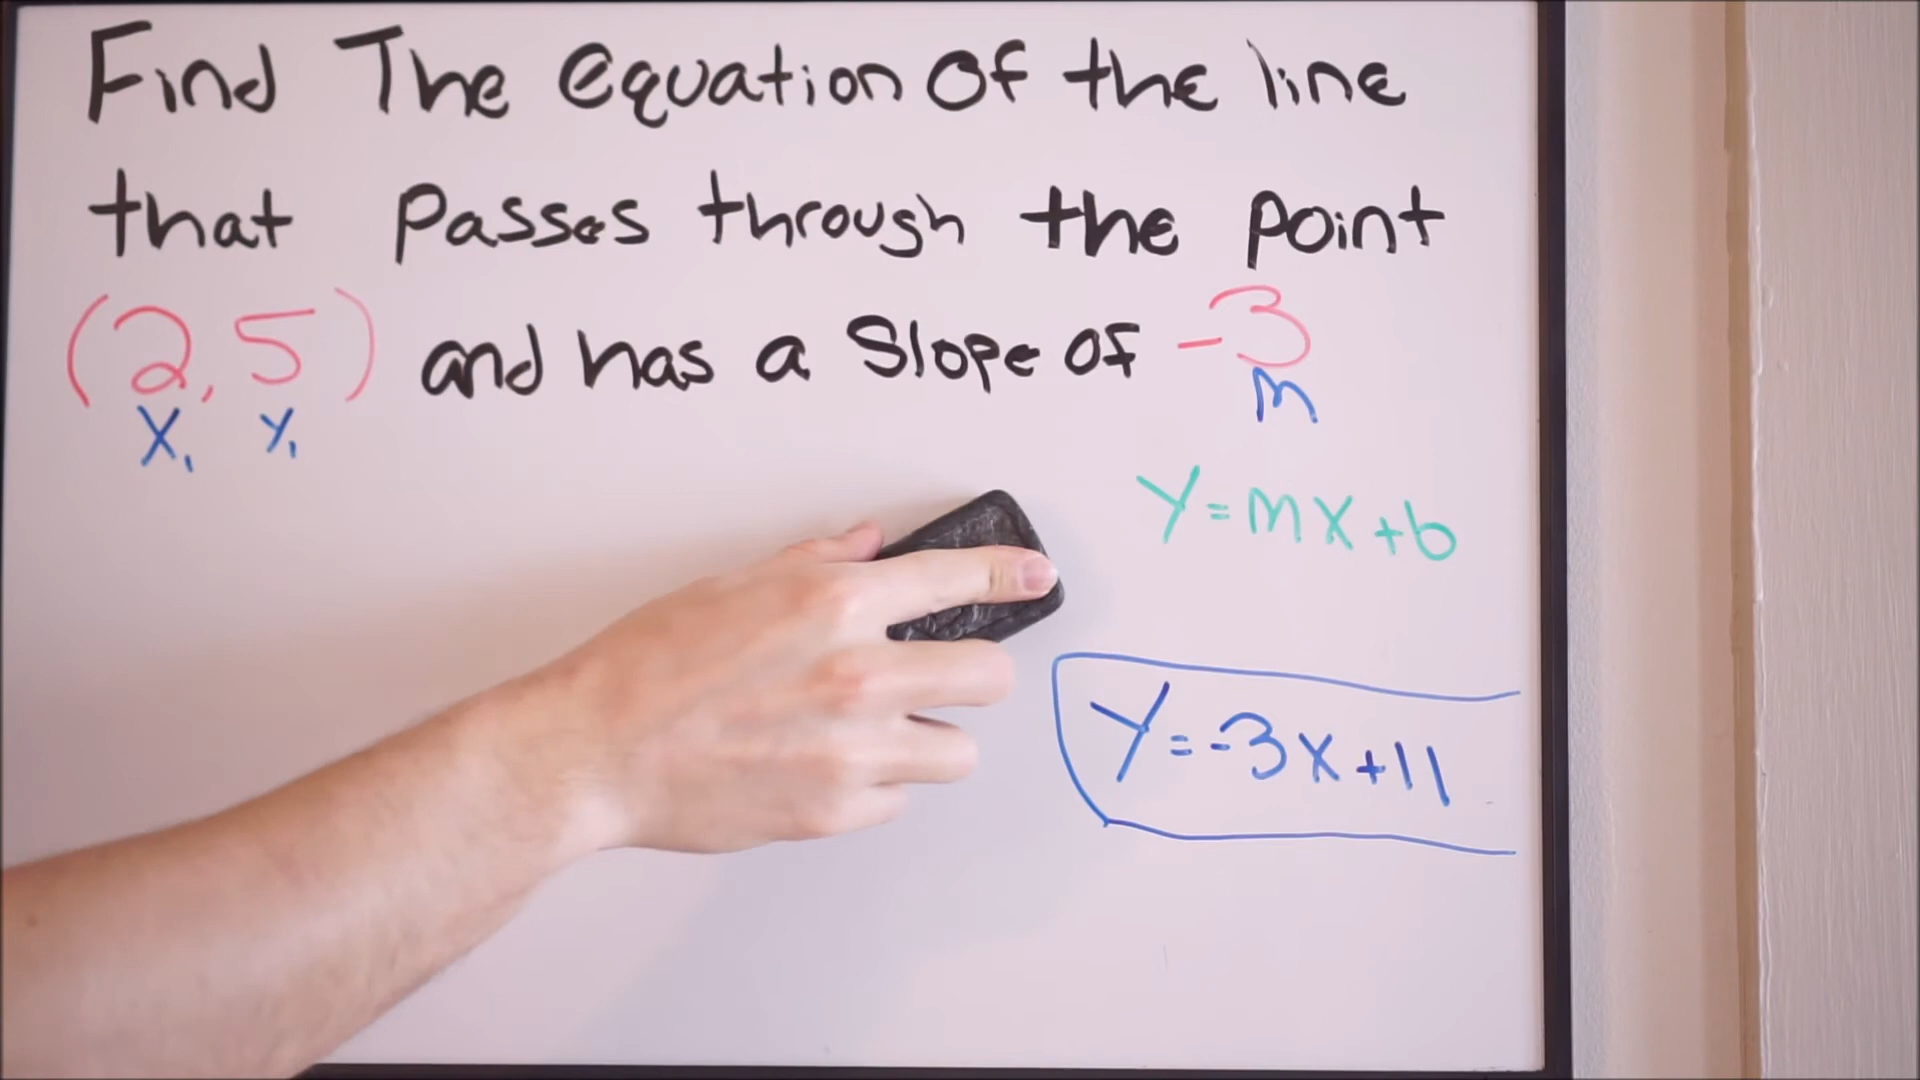 Find The equation Of the line
that Passes through the Point
(2,5) and has a Slope Of -3
X₁ Y₁ m
Y=mX+b
Y=-3X+11